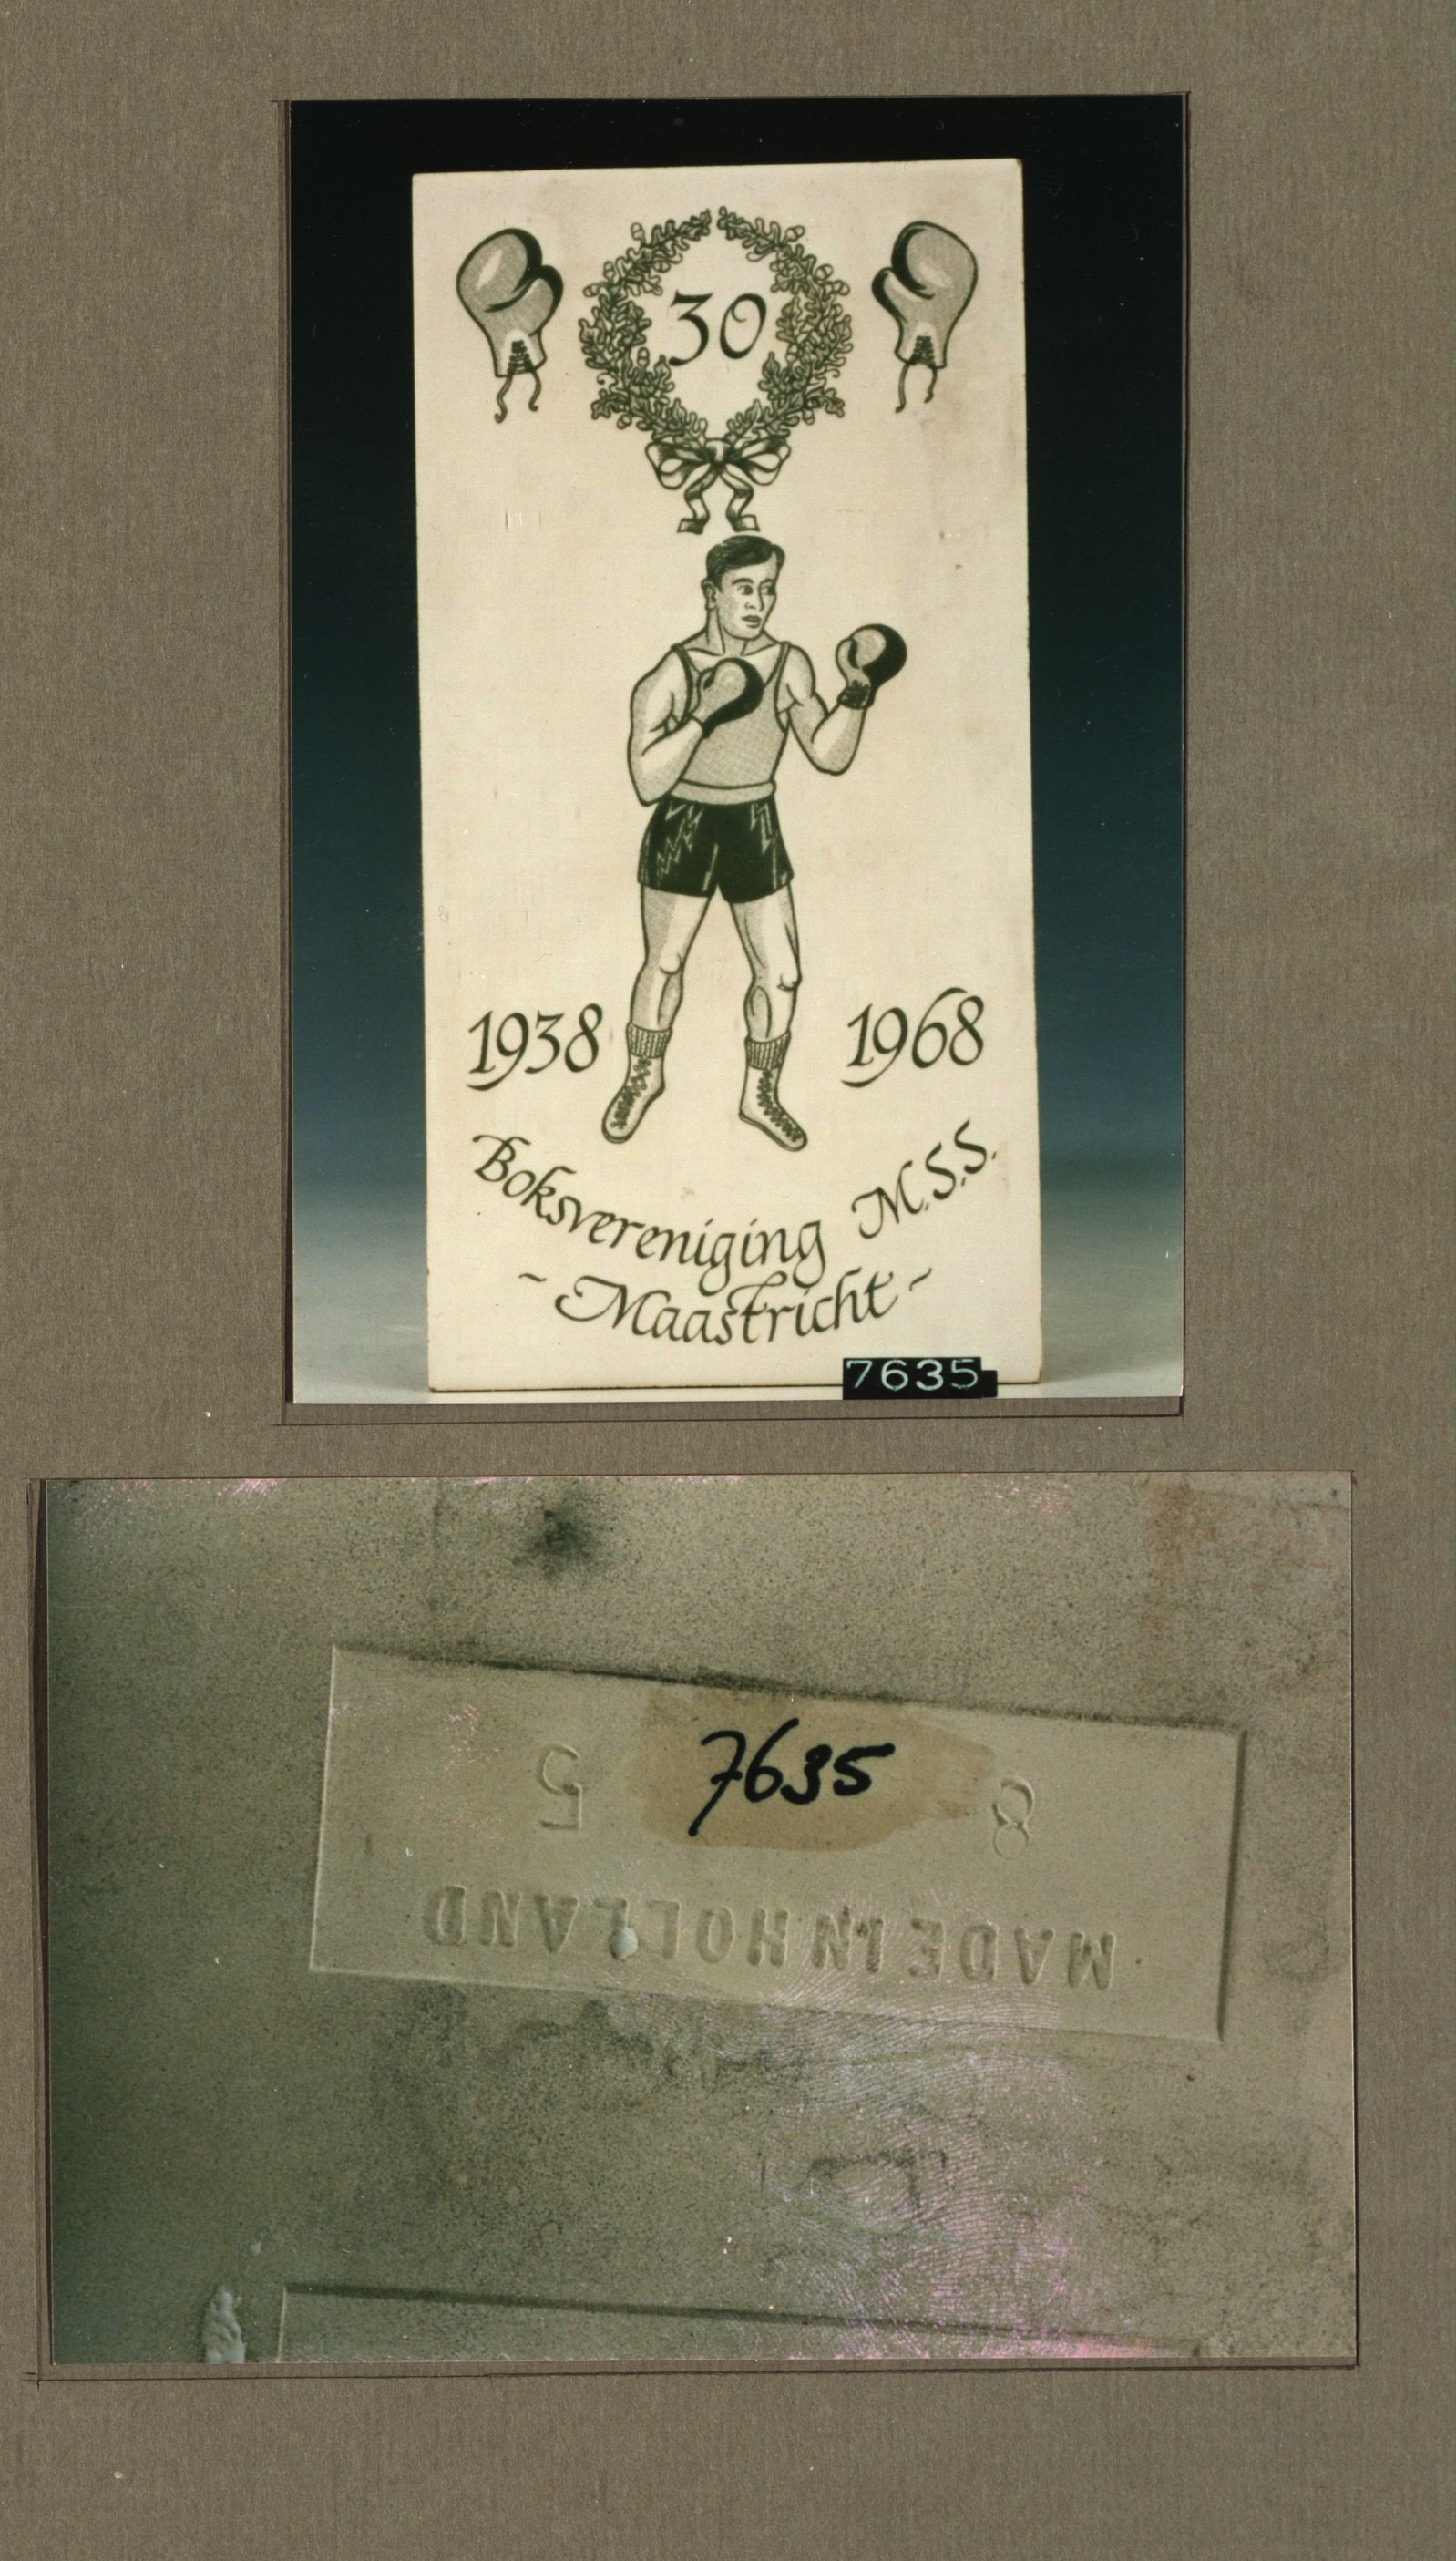 30
1938 1968
Boksvereniging M.S.S.
- Maastricht -
7635
7635
5 8
MADE IN HOLLAND